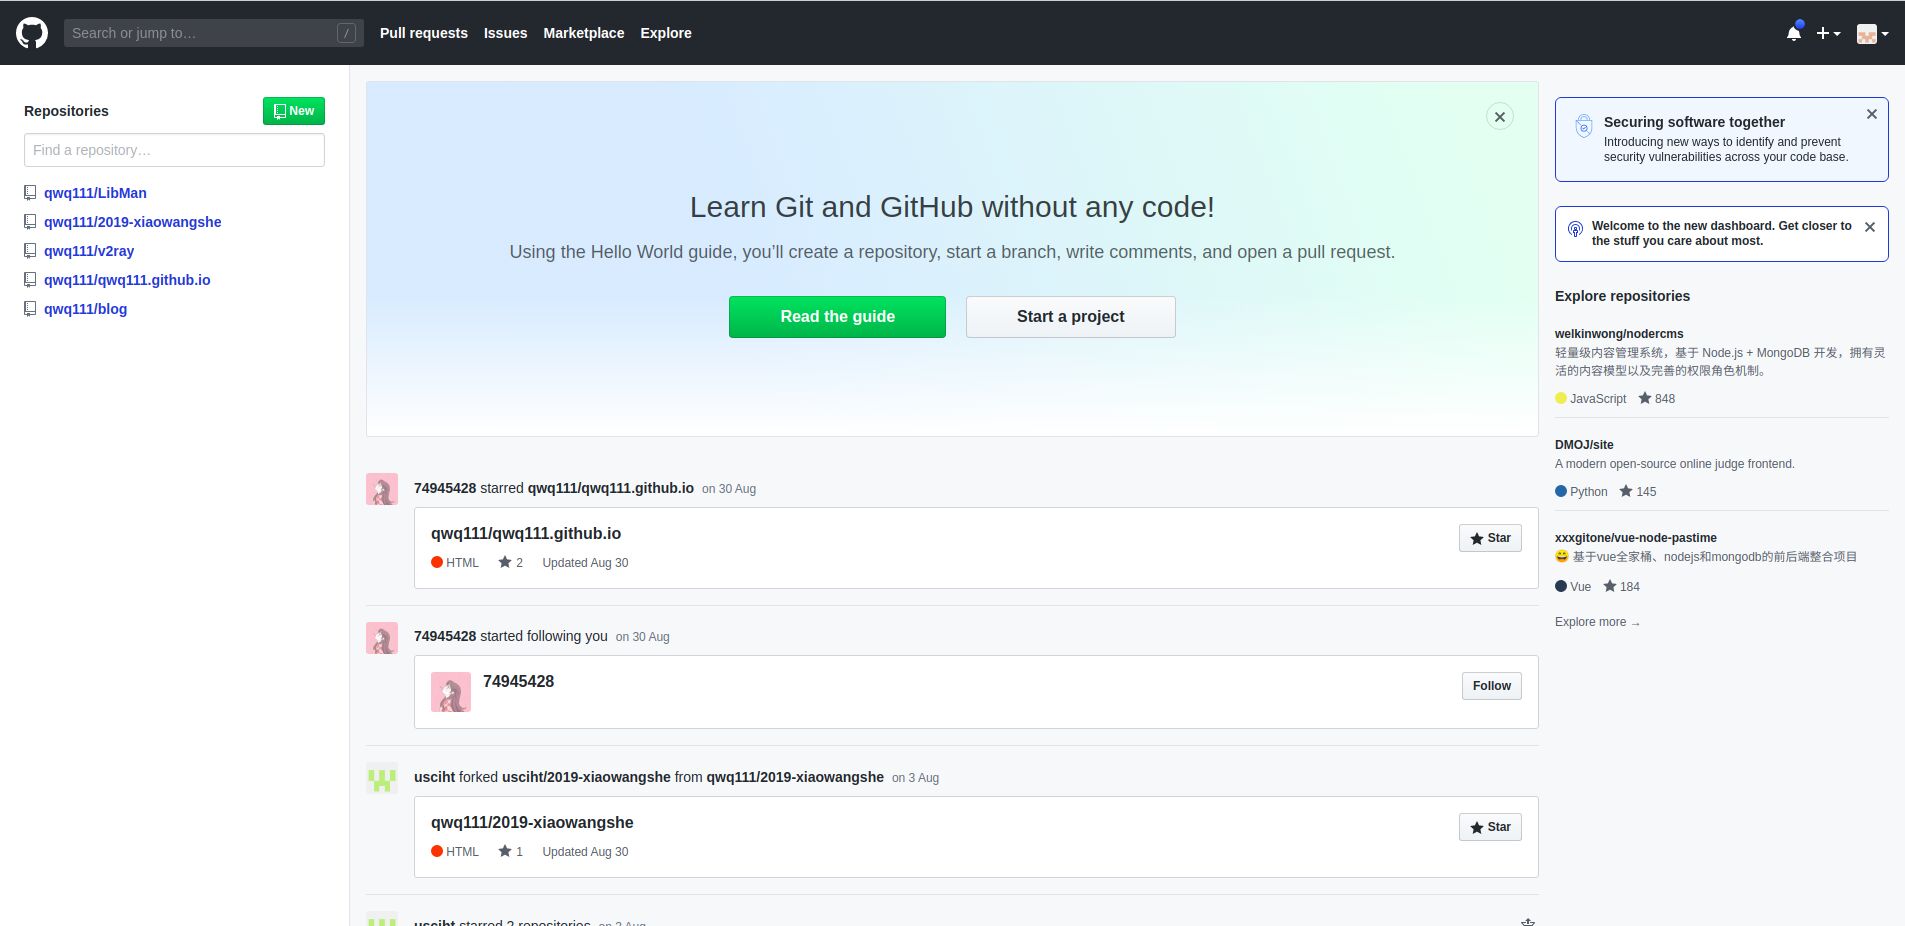 Search or jump to…
/
Pull requests
Issues
Marketplace
Explore
Repositories
New
Find a repository…
qwq111/LibMan
qwq111/2019-xiaowangshe
qwq111/v2ray
qwq111/qwq111.github.io
qwq111/blog
Learn Git and GitHub without any code!
Using the Hello World guide, you’ll create a repository, start a branch, write comments, and open a pull request.
Read the guide
Start a project
74945428 starred qwq111/qwq111.github.io on 30 Aug
qwq111/qwq111.github.io
Star
HTML 2 Updated Aug 30
74945428 started following you on 30 Aug
74945428
Follow
usciht forked usciht/2019-xiaowangshe from qwq111/2019-xiaowangshe on 3 Aug
qwq111/2019-xiaowangshe
Star
HTML 1 Updated Aug 30
usciht starred 2 repositories on 2 Aug
Securing software together
Introducing new ways to identify and prevent
security vulnerabilities across your code base.
Welcome to the new dashboard. Get closer to
the stuff you care about most.
Explore repositories
welkinwong/nodercms
轻量级内容管理系统，基于 Node.js + MongoDB 开发，拥有灵
活的内容模型以及完善的权限角色机制。
JavaScript 848
DMOJ/site
A modern open-source online judge frontend.
Python 145
xxxgitone/vue-node-pastime
😄 基于vue全家桶、nodejs和mongodb的前后端整合项目
Vue 184
Explore more →